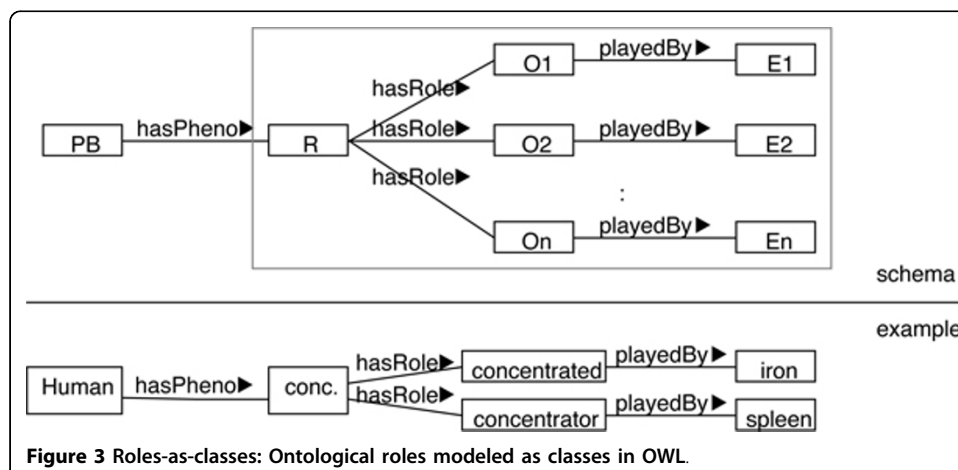 O1 playedBy▶ E1
hasRole▶
PB hasPheno▶ R hasRole▶ O2 playedBy▶ E2
hasRole▶
:
On playedBy▶ En
schema
example
Human hasPheno▶ conc. hasRole▶ concentrated playedBy▶ iron
hasRole▶ concentrator playedBy▶ spleen
Figure 3 Roles-as-classes: Ontological roles modeled as classes in OWL.